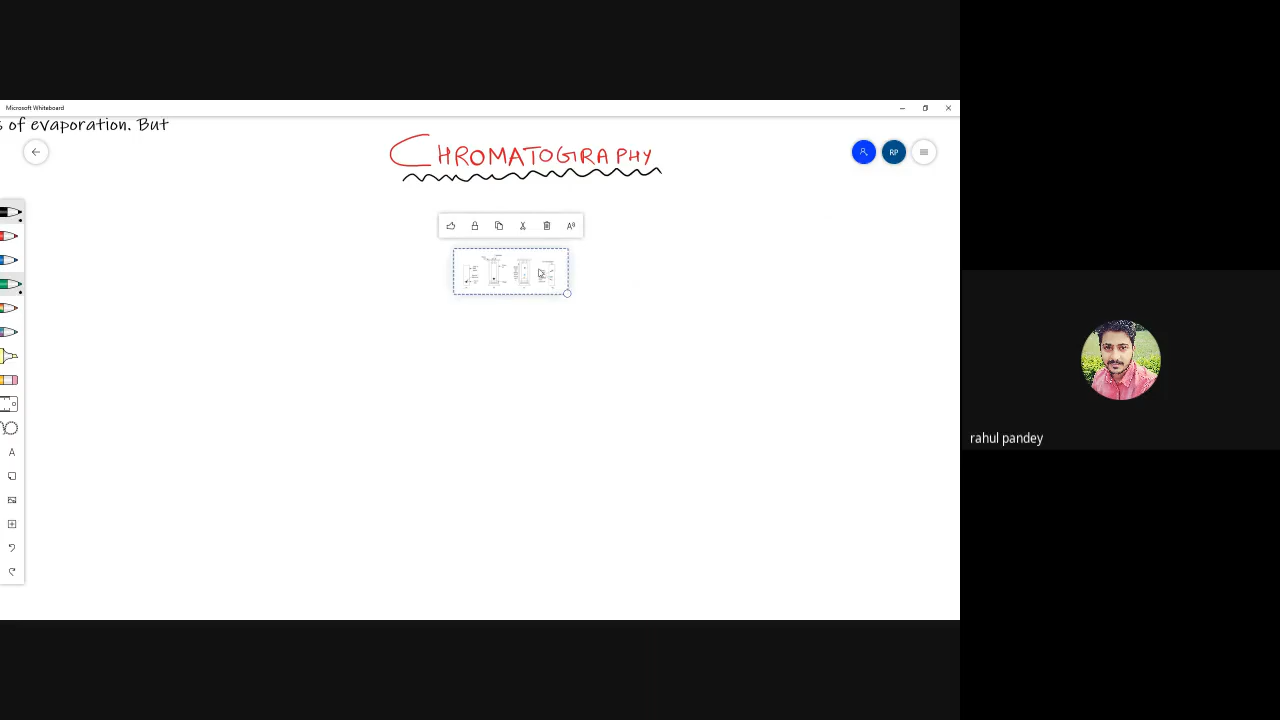 Microsoft Whiteboard
s of evaporation. But
CHROMATOGRAPHY
RP
A
rahul pandey